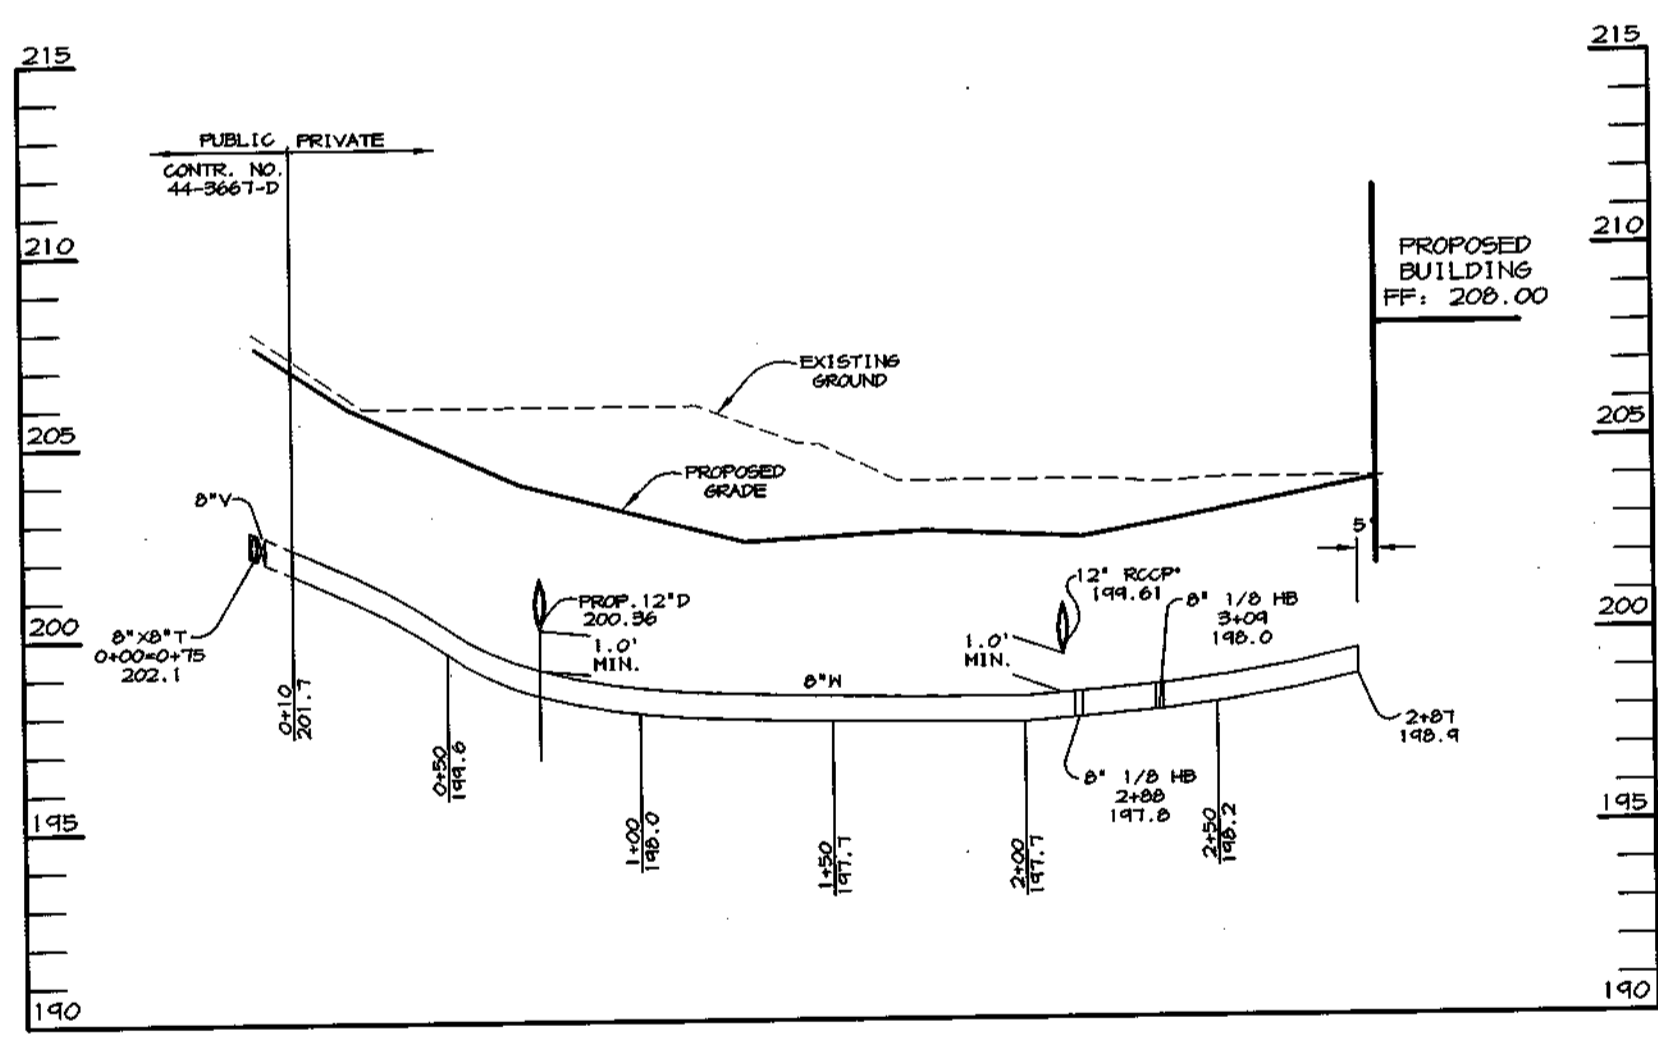 215
215
PUBLIC PRIVATE
CONTR. NO.
44-3667-D
210
210
PROPOSED
BUILDING
FF: 208.00
EXISTING
GROUND
205
205
PROPOSED
GRADE
8"V
5'
PROP. 12"D
200.36
1.0'
MIN.
12" RCCP"
199.61
1.0'
MIN.
8" 1/8 HB
3+09
198.0
200
200
8"X8"T
0+00=0+75
202.1
8"W
0+10
201.7
0+50
199.6
1+00
198.0
1+50
197.7
2+00
197.7
8" 1/8 HB
2+88
197.8
2+50
198.2
2+87
198.9
195
195
190
190